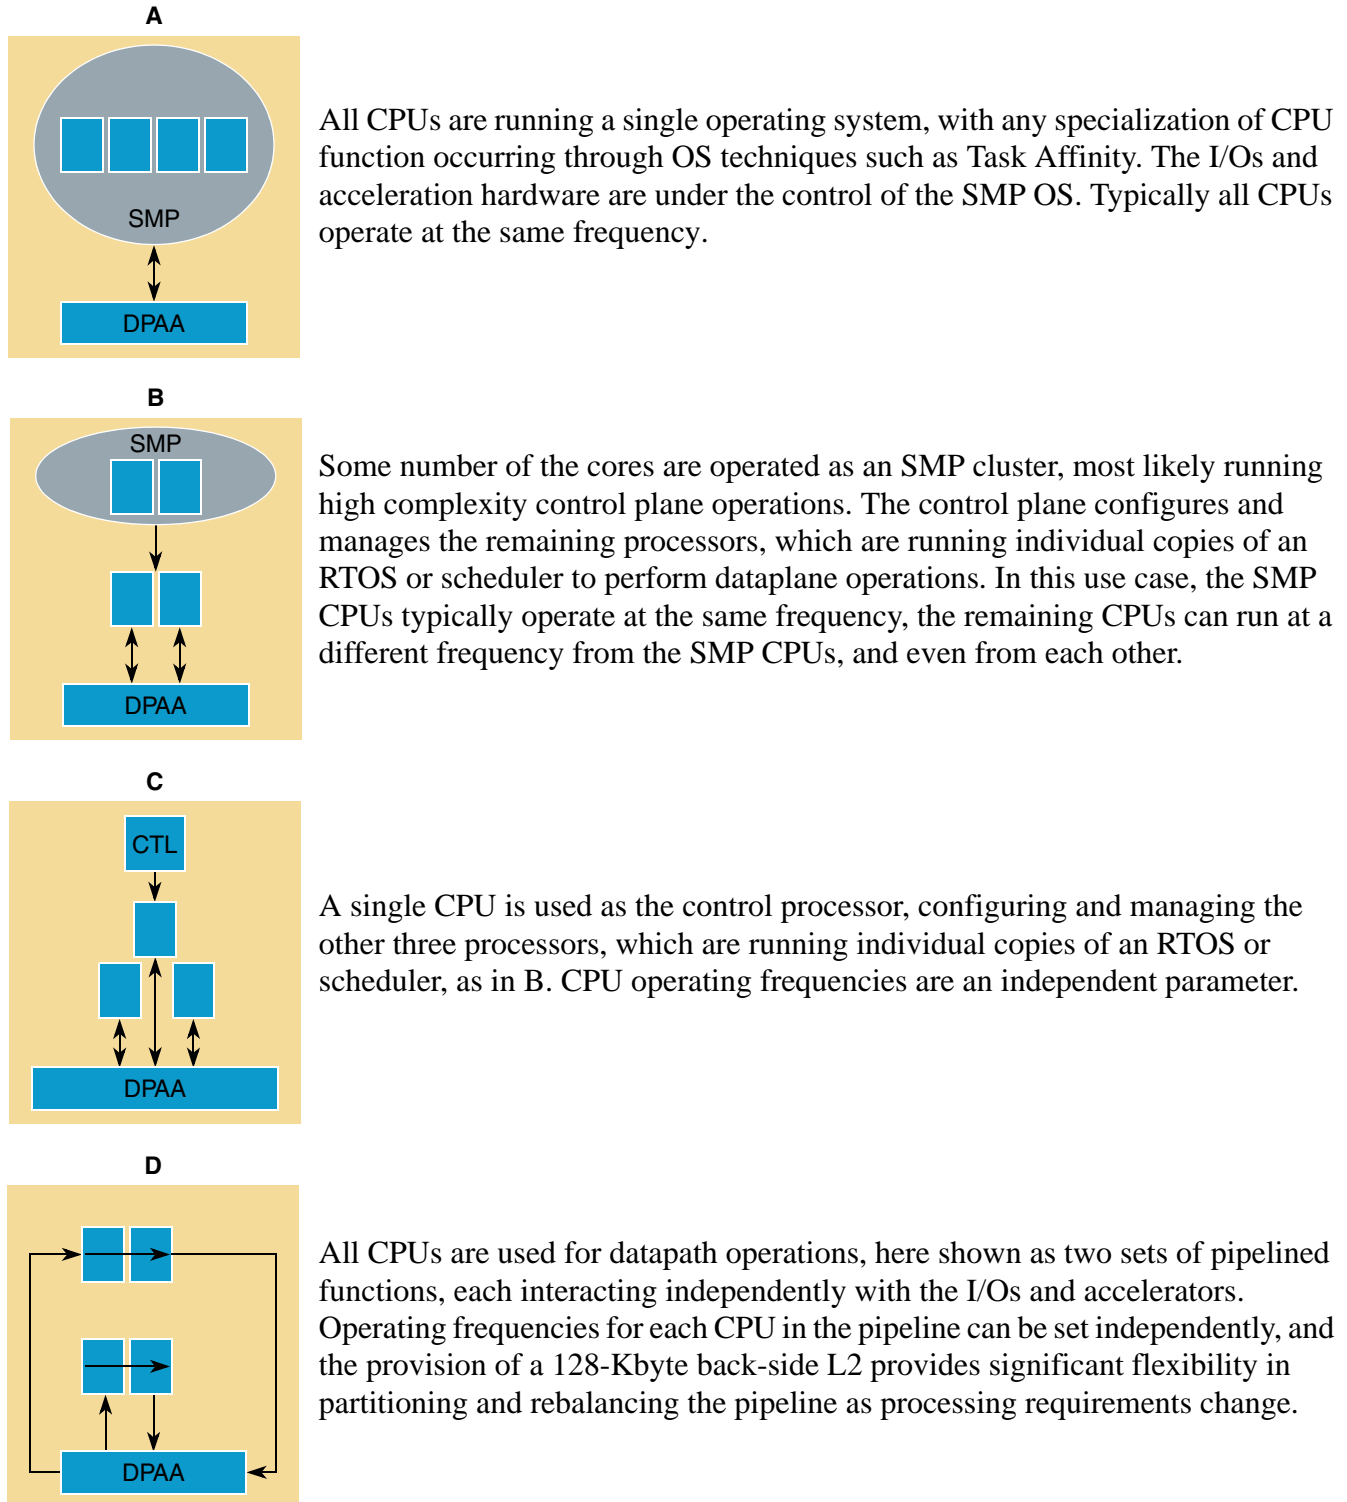 A
SMP
DPAA
All CPUs are running a single operating system, with any specialization of CPU
function occurring through OS techniques such as Task Affinity. The I/Os and
acceleration hardware are under the control of the SMP OS. Typically all CPUs
operate at the same frequency.
B
SMP
DPAA
Some number of the cores are operated as an SMP cluster, most likely running
high complexity control plane operations. The control plane configures and
manages the remaining processors, which are running individual copies of an
RTOS or scheduler to perform dataplane operations. In this use case, the SMP
CPUs typically operate at the same frequency, the remaining CPUs can run at a
different frequency from the SMP CPUs, and even from each other.
C
CTL
DPAA
A single CPU is used as the control processor, configuring and managing the
other three processors, which are running individual copies of an RTOS or
scheduler, as in B. CPU operating frequencies are an independent parameter.
D
DPAA
All CPUs are used for datapath operations, here shown as two sets of pipelined
functions, each interacting independently with the I/Os and accelerators.
Operating frequencies for each CPU in the pipeline can be set independently, and
the provision of a 128-Kbyte back-side L2 provides significant flexibility in
partitioning and rebalancing the pipeline as processing requirements change.